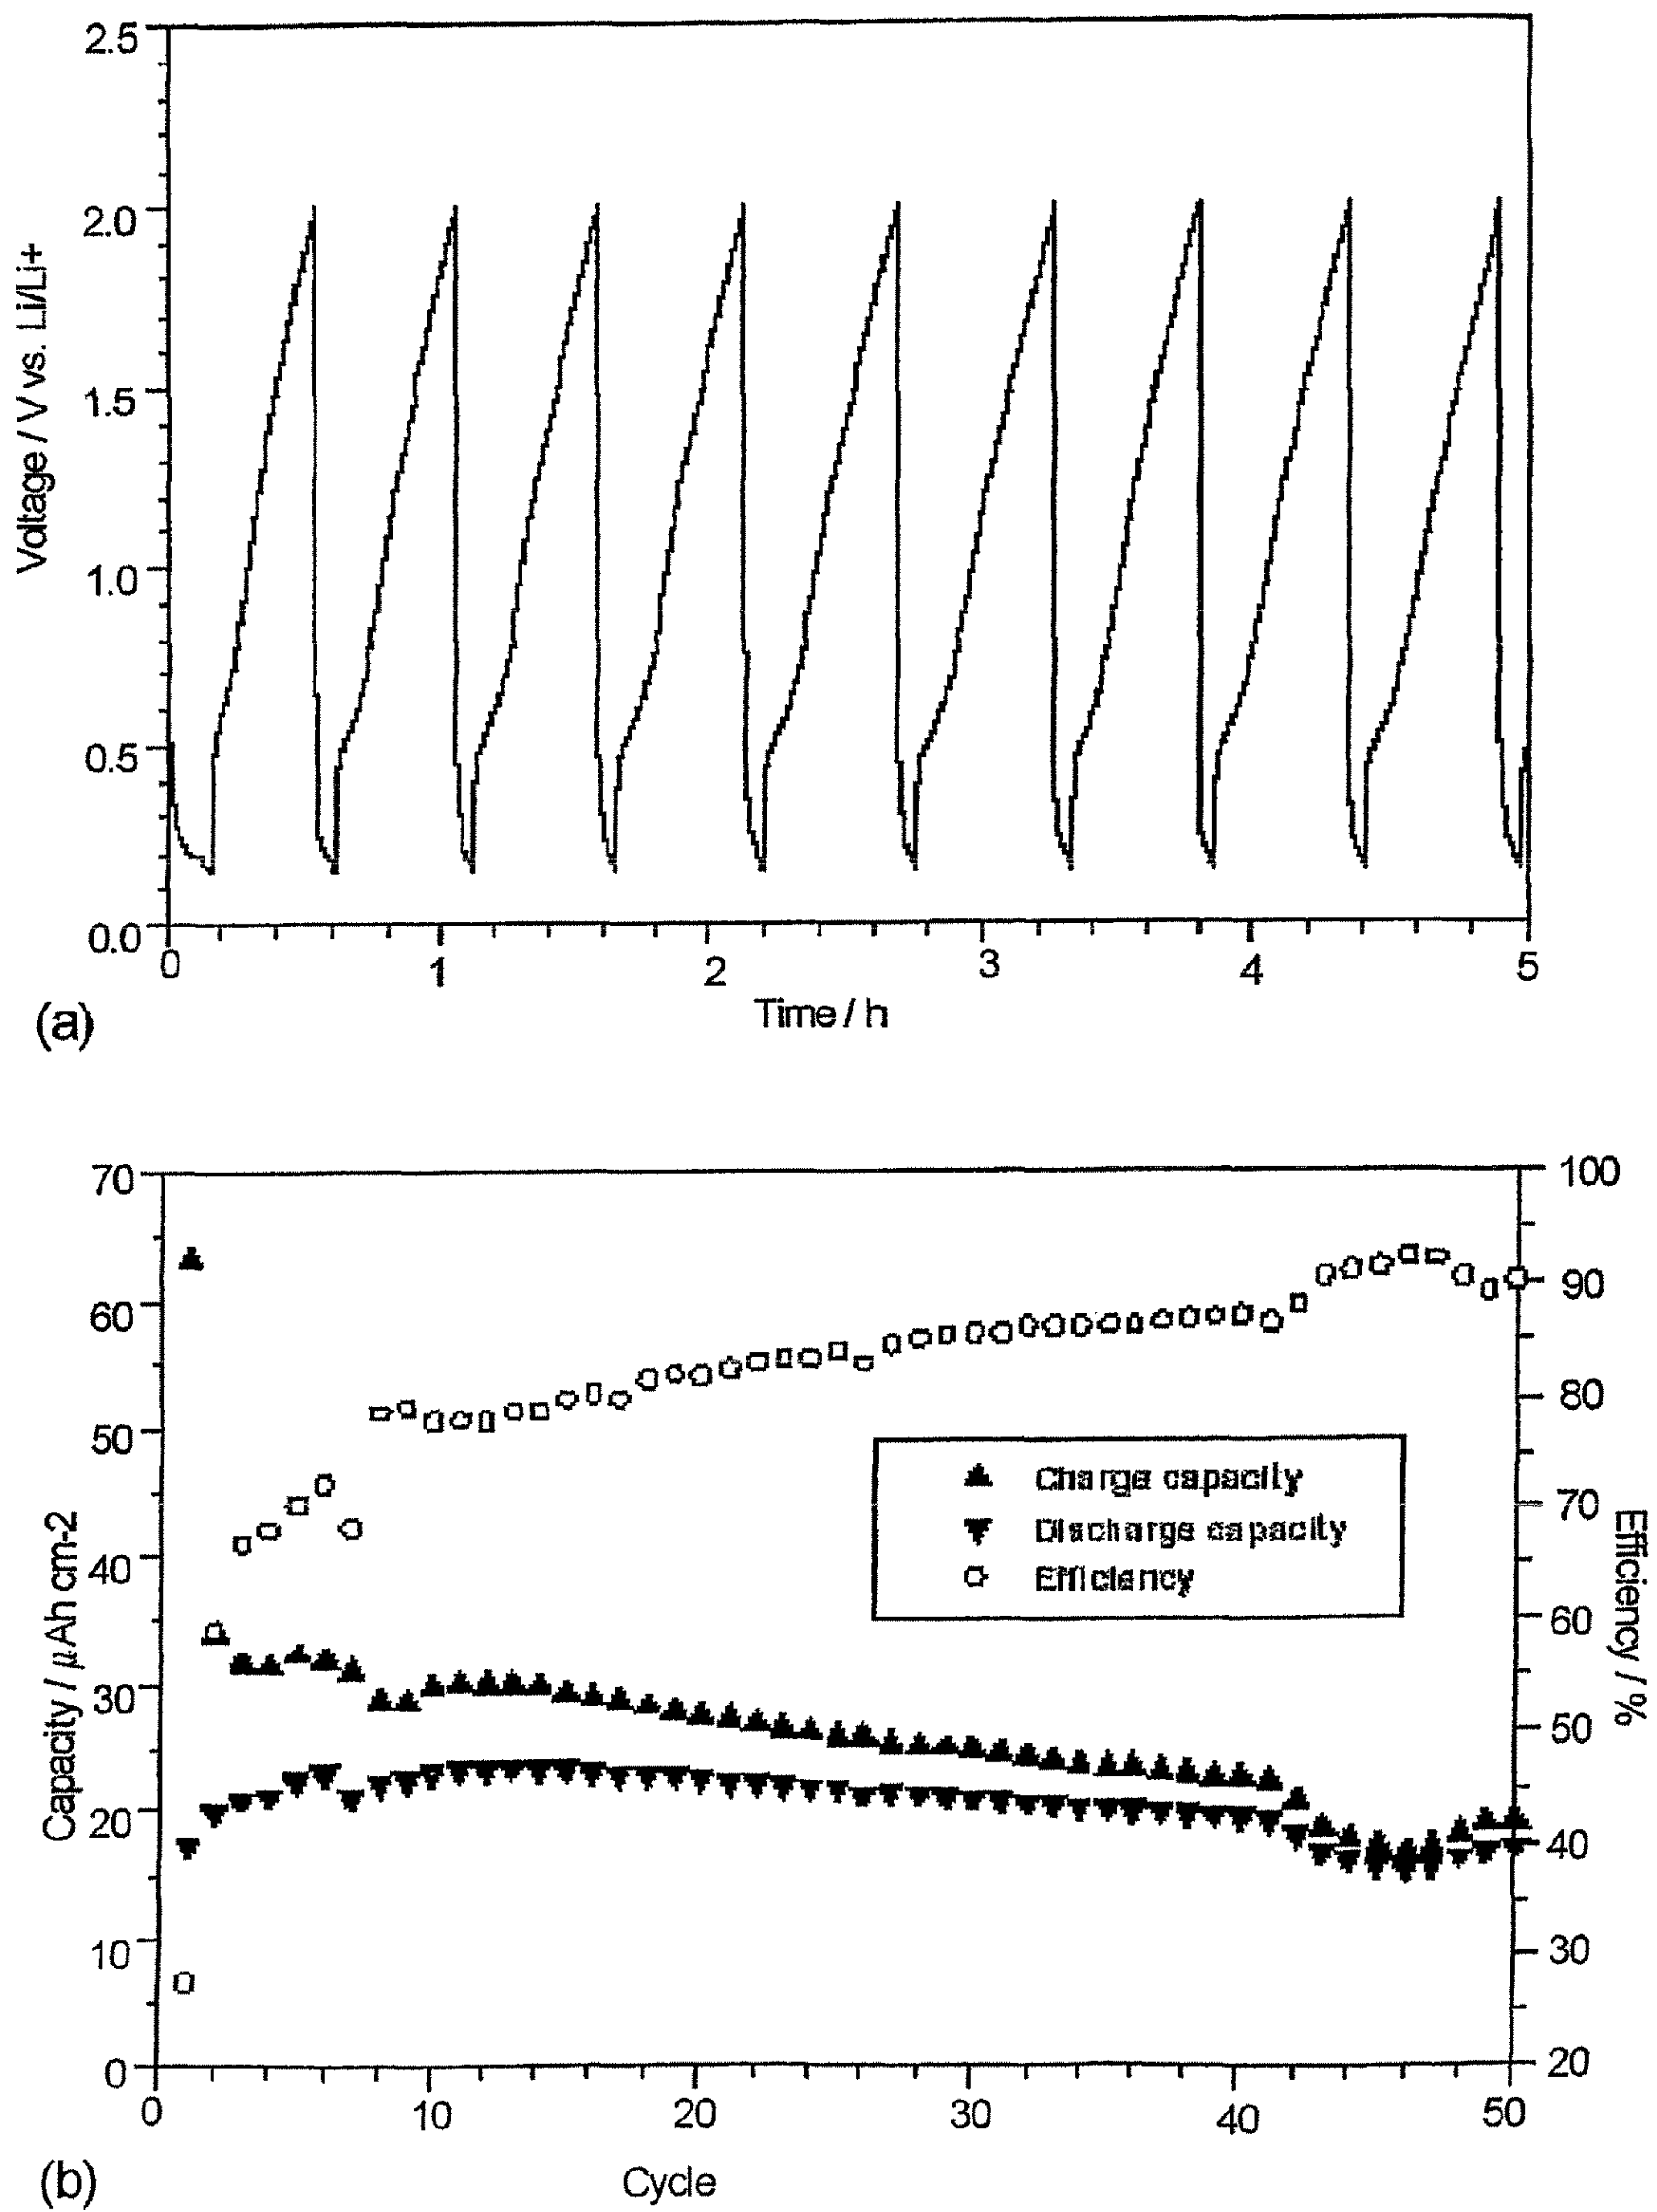 2.5
2.0
1.5
1.0
0.5
0.0
Voltage / V vs. Li/Li+
0 1 2 3 4 5
Time / h
(a)
70
60
50
40
30
20
10
0
Capacity / μAh cm-2
100
90
80
70
60
50
40
30
20
Efficiency / %
Charge capacity
Discharge capacity
Efficiency
0 10 20 30 40 50
Cycle
(b)